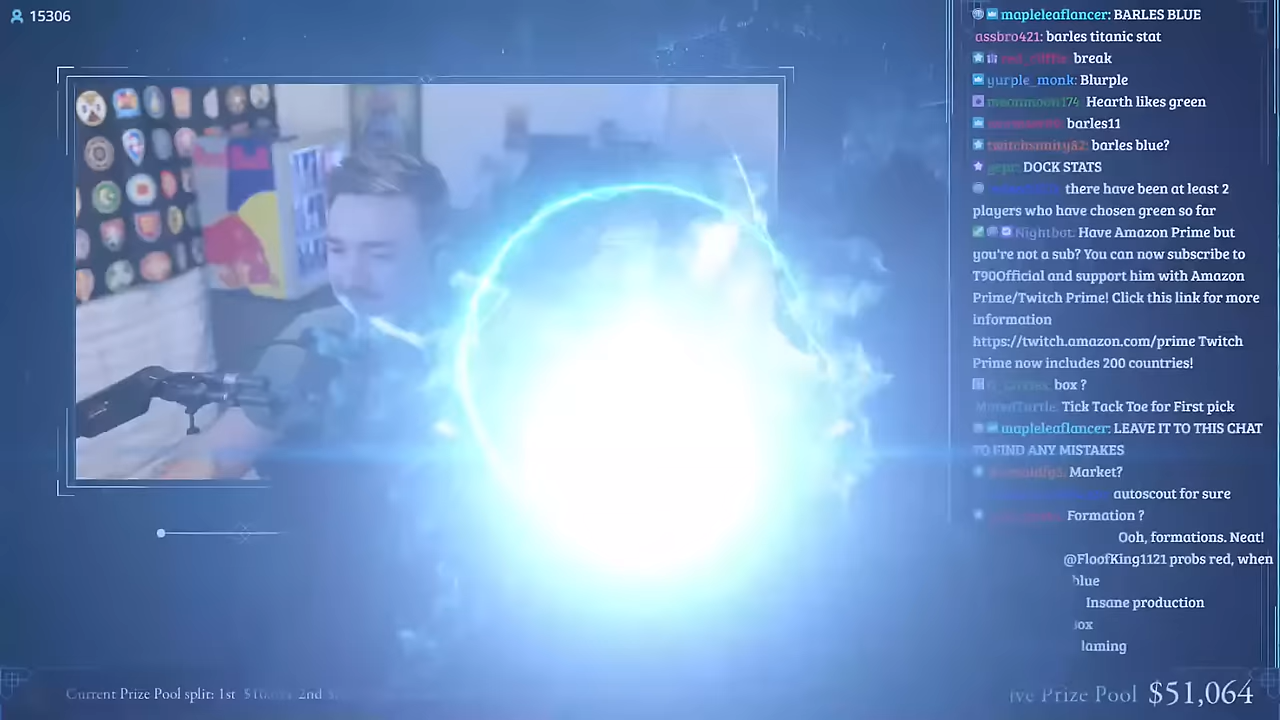 15306
mapleleaflancer: BARLES BLUE
assbro421: barles titanic stat
break
yurple_monk: Blurple
moonmoon174 Hearth likes green
barles11
twitchsmity82: barles blue?
DOCK STATS
there have been at least 2
players who have chosen green so far
Nightbot: Have Amazon Prime but
you're not a sub? You can now subscribe to
T90Official and support him with Amazon
Prime/Twitch Prime! Click this link for more
information
https://twitch.amazon.com/prime Twitch
Prime now includes 200 countries!
box ?
Tick Tack Toe for First pick
mapleleaflancer: LEAVE IT TO THIS CHAT
TO FIND ANY MISTAKES
Market?
autoscout for sure
Formation ?
Ooh, formations. Neat!
@FloofKing1121 probs red, when
blue
Insane production
Current Prize Pool split: 1st 2nd
Prize Pool $51,064